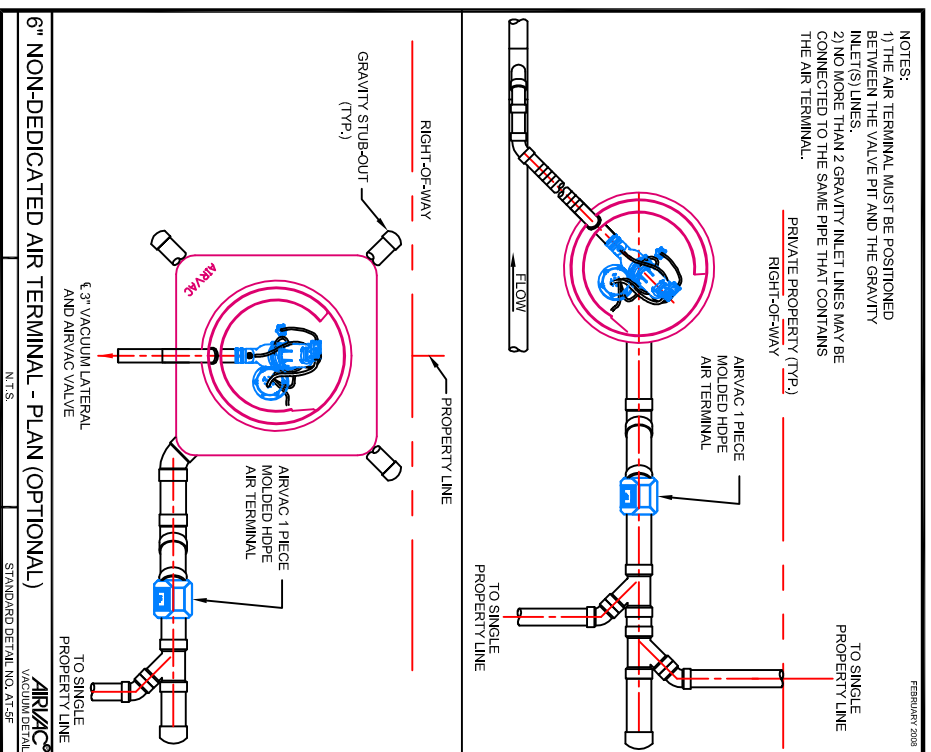 FEBRUARY 2008
NOTES:
1) THE AIR TERMINAL MUST BE POSITIONED
BETWEEN THE VALVE PIT AND THE GRAVITY
INLET(S) LINES.
2) NO MORE THAN 2 GRAVITY INLET LINES MAY BE
CONNECTED TO THE SAME PIPE THAT CONTAINS
THE AIR TERMINAL.
PRIVATE PROPERTY (TYP.)
RIGHT-OF-WAY
TO SINGLE
PROPERTY LINE
AIRVAC 1 PIECE
MOLDED HDPE
AIR TERMINAL
FLOW
TO SINGLE
PROPERTY LINE
RIGHT-OF-WAY
PROPERTY LINE
GRAVITY STUB-OUT
(TYP.)
AIRVAC
AIRVAC 1 PIECE
MOLDED HDPE
AIR TERMINAL
℄ 3" VACUUM LATERAL
AND AIRVAC VALVE
TO SINGLE
PROPERTY LINE
6" NON-DEDICATED AIR TERMINAL - PLAN (OPTIONAL)
AIRVAC®
VACUUM DETAIL
N.T.S.
STANDARD DETAIL NO. AT-5F